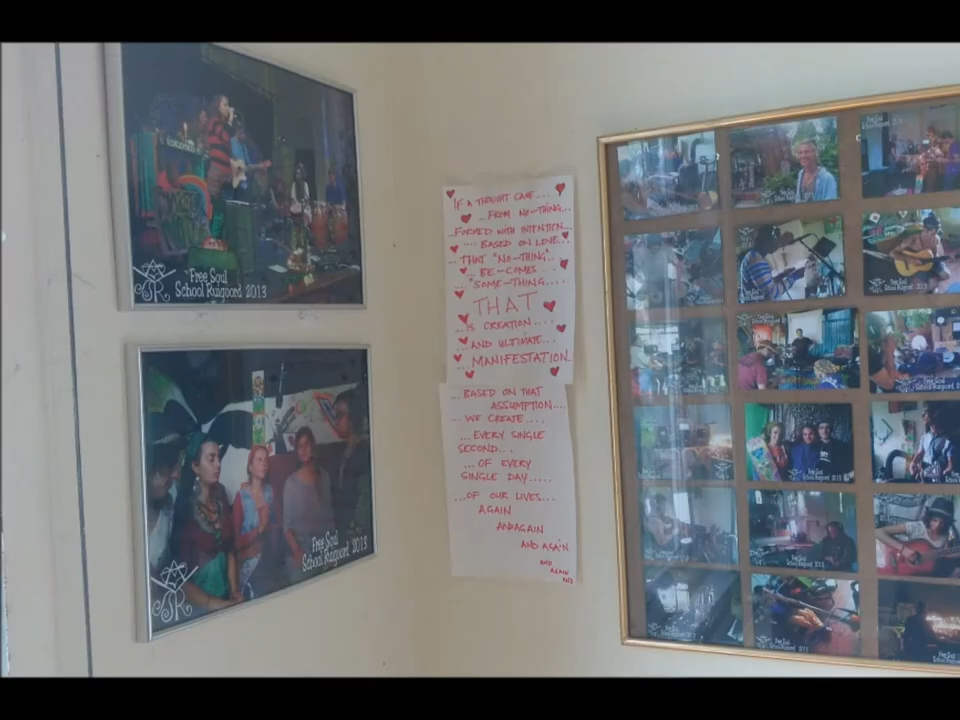 Free Soul
School Ruigoord 2013
Free Soul
School Ruigoord 2013
IF A THOUGHT CAME....
...FROM NO-THING...
...FORMED WITH INTENTION...
.... BASED ON LOVE...
...THAT "NO-THING"..
... BE-COMES ...
..."SOME-THING....
THAT
...IS CREATION....
...AND ULTIMATE...
...MANIFESTATION...
...BASED ON THAT
ASSUMPTION....
...WE CREATE....
...EVERY SINGLE
SECOND...
...OF EVERY
SINGLE DAY.....
...OF OUR LIVES...
AGAIN
AND AGAIN
AND AGAIN
AND
AGAIN
AND